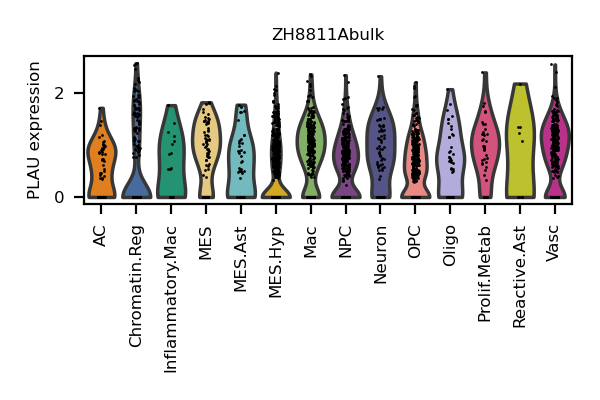 ZH8811Abulk
PLAU expression
2
0
AC
Chromatin.Reg
Inflammatory.Mac
MES
MES.Ast
MES.Hyp
Mac
NPC
Neuron
OPC
Oligo
Prolif.Metab
Reactive.Ast
Vasc